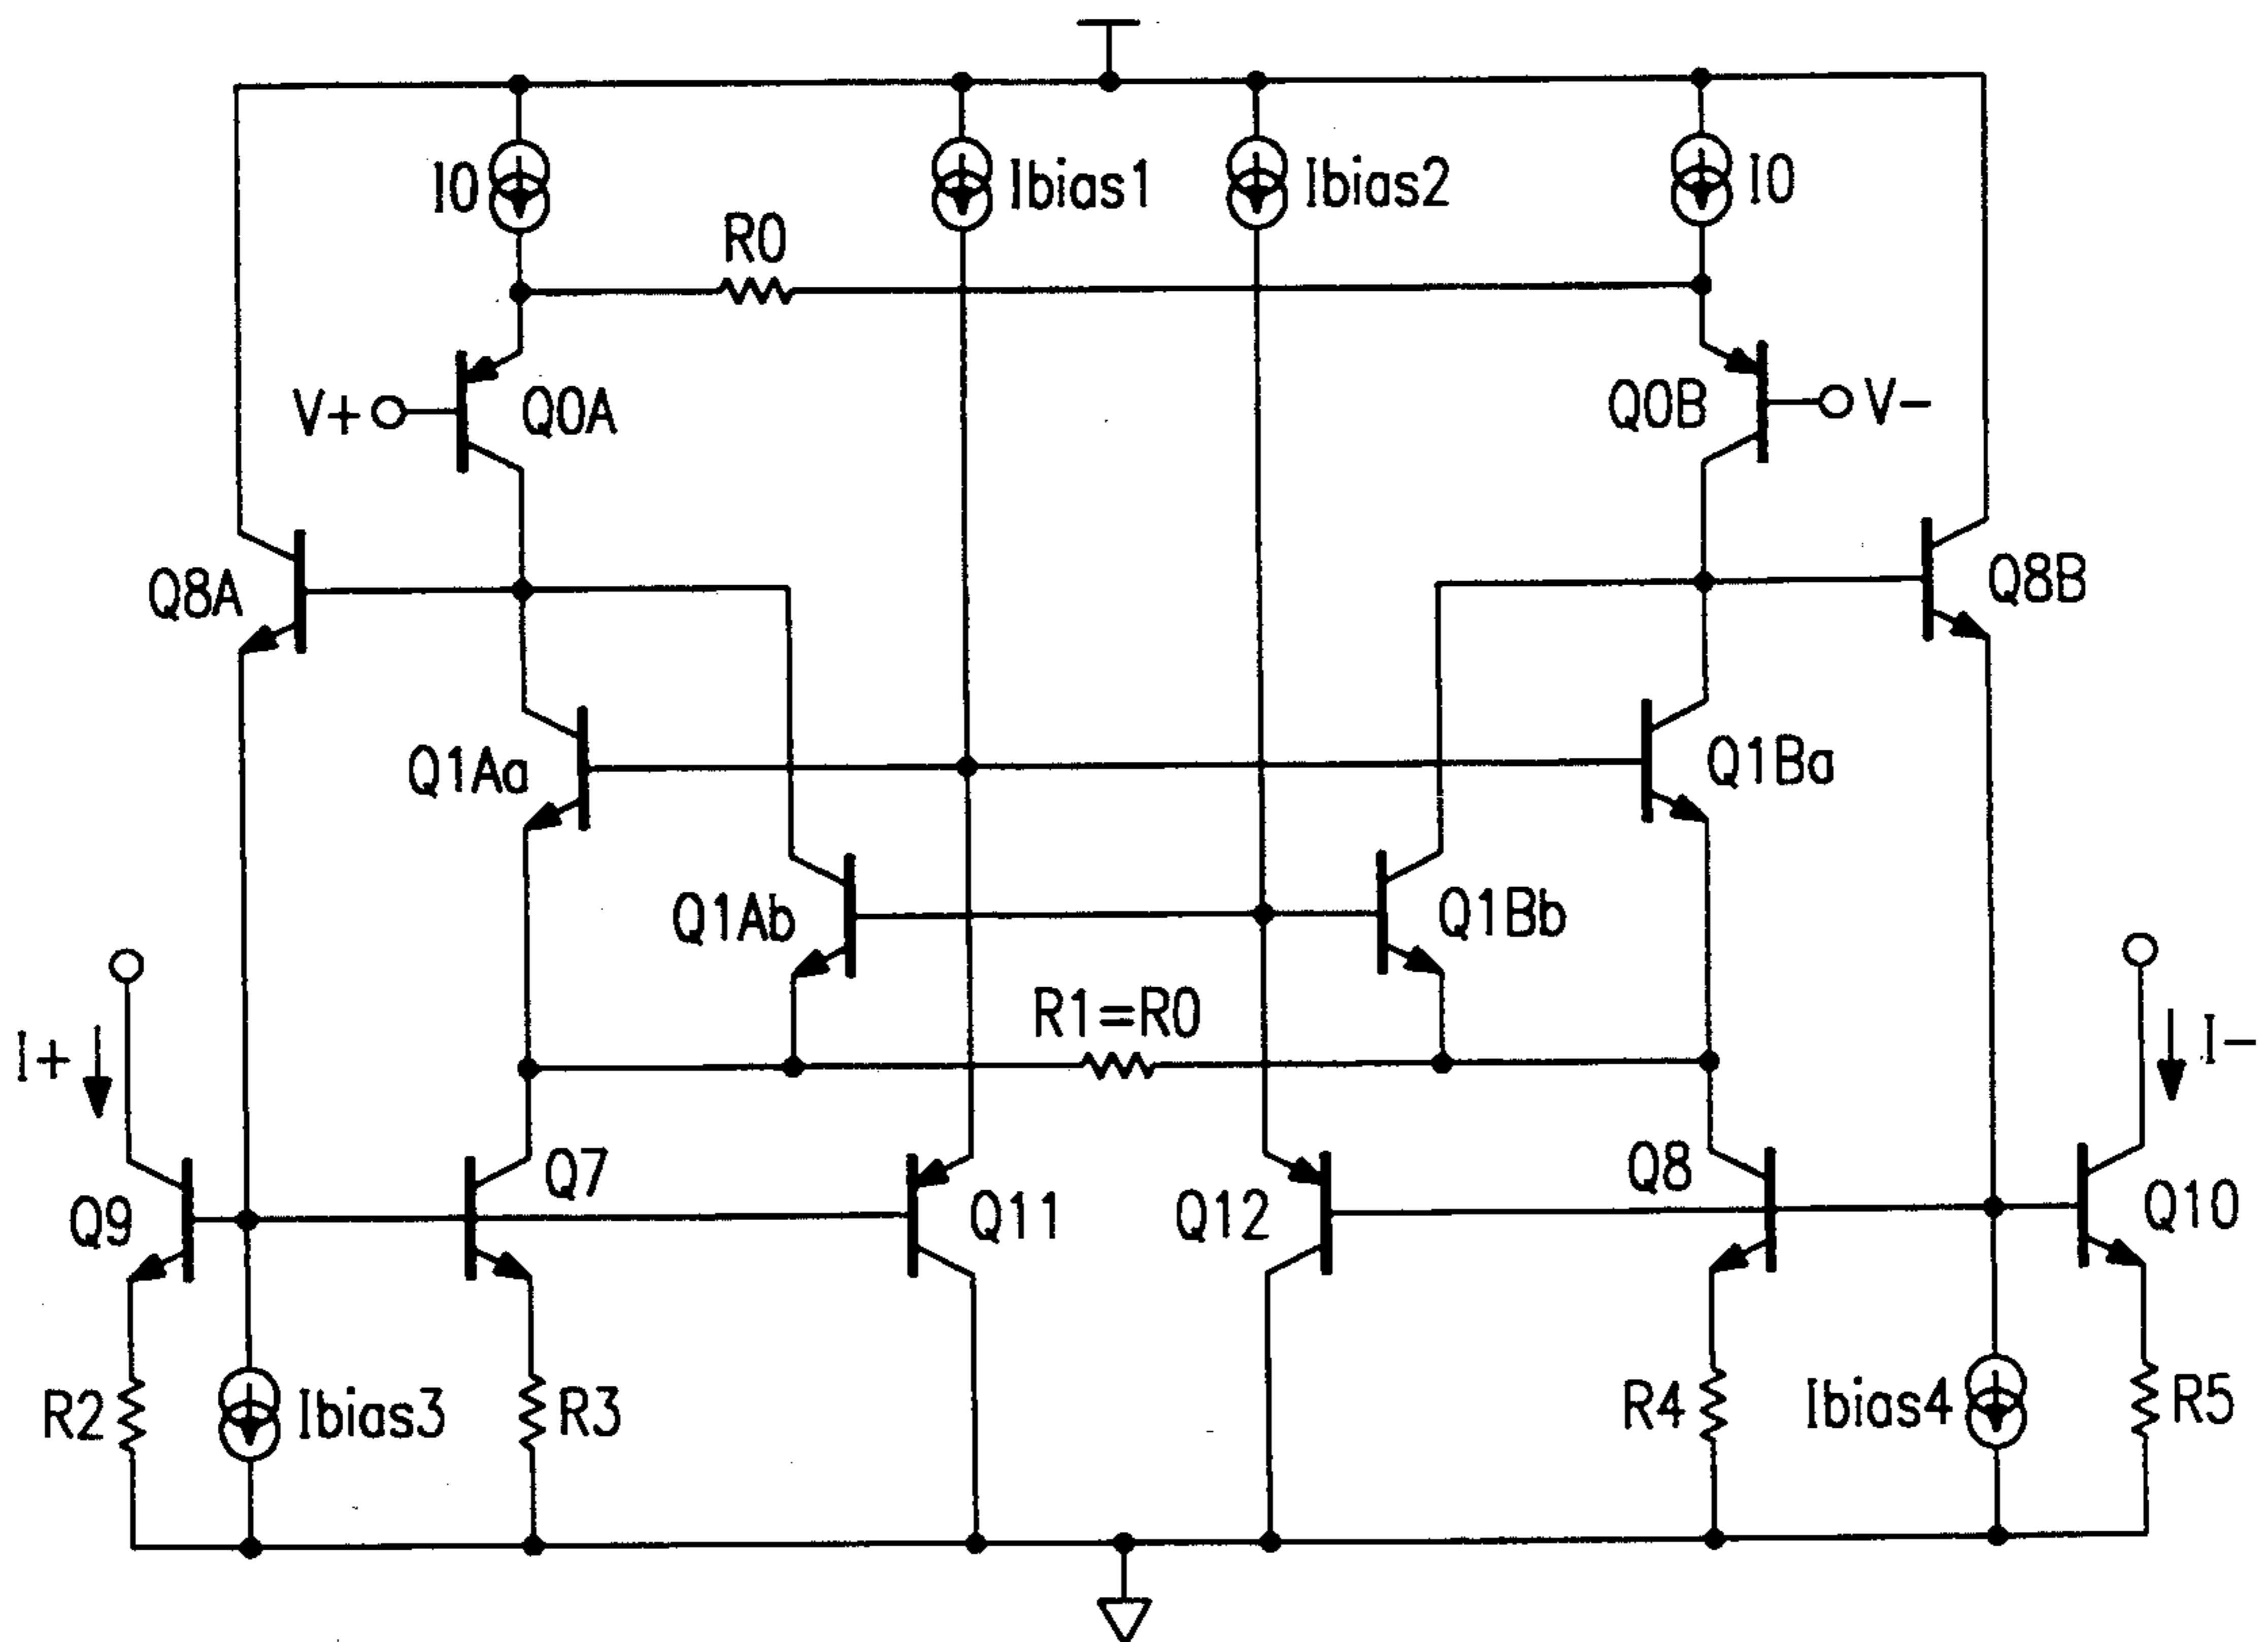 I0
Ibias1
Ibias2
I0
R0
V+
Q0A
Q0B
V-
Q8A
Q8B
Q1Aa
Q1Ba
Q1Ab
Q1Bb
R1=R0
I+
I-
Q7
Q8
Q9
Q11
Q12
Q10
R2
Ibias3
R3
R4
Ibias4
R5